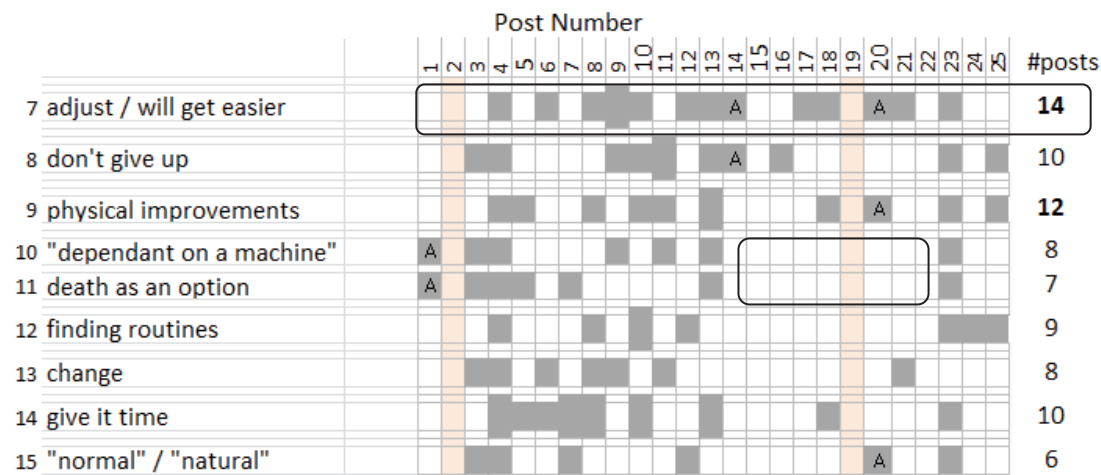 Post Number
1 2 3 4 5 6 7 8 9 10 11 12 13 14 15 16 17 18 19 20 21 22 23 24 25 #posts
7 adjust / will get easier A A 14
8 don't give up A 10
9 physical improvements A 12
10 "dependant on a machine" A 8
11 death as an option A 7
12 finding routines 9
13 change 8
14 give it time 10
15 "normal" / "natural" A 6